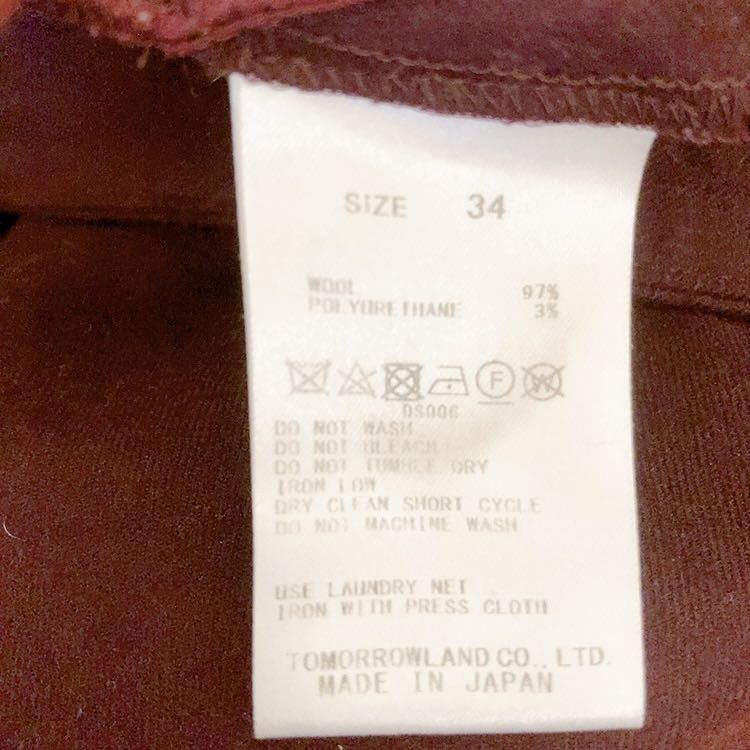 SIZE 34
WOOL 97%
POLYURETHANE 3%
F W
DS006
DO NOT WASH
DO NOT BLEACH
DO NOT TUMBLE DRY
IRON LOW
DRY CLEAN SHORT CYCLE
DO NOT MACHINE WASH
USE LAUNDRY NET
IRON WITH PRESS CLOTH
TOMORROWLAND CO., LTD.
MADE IN JAPAN